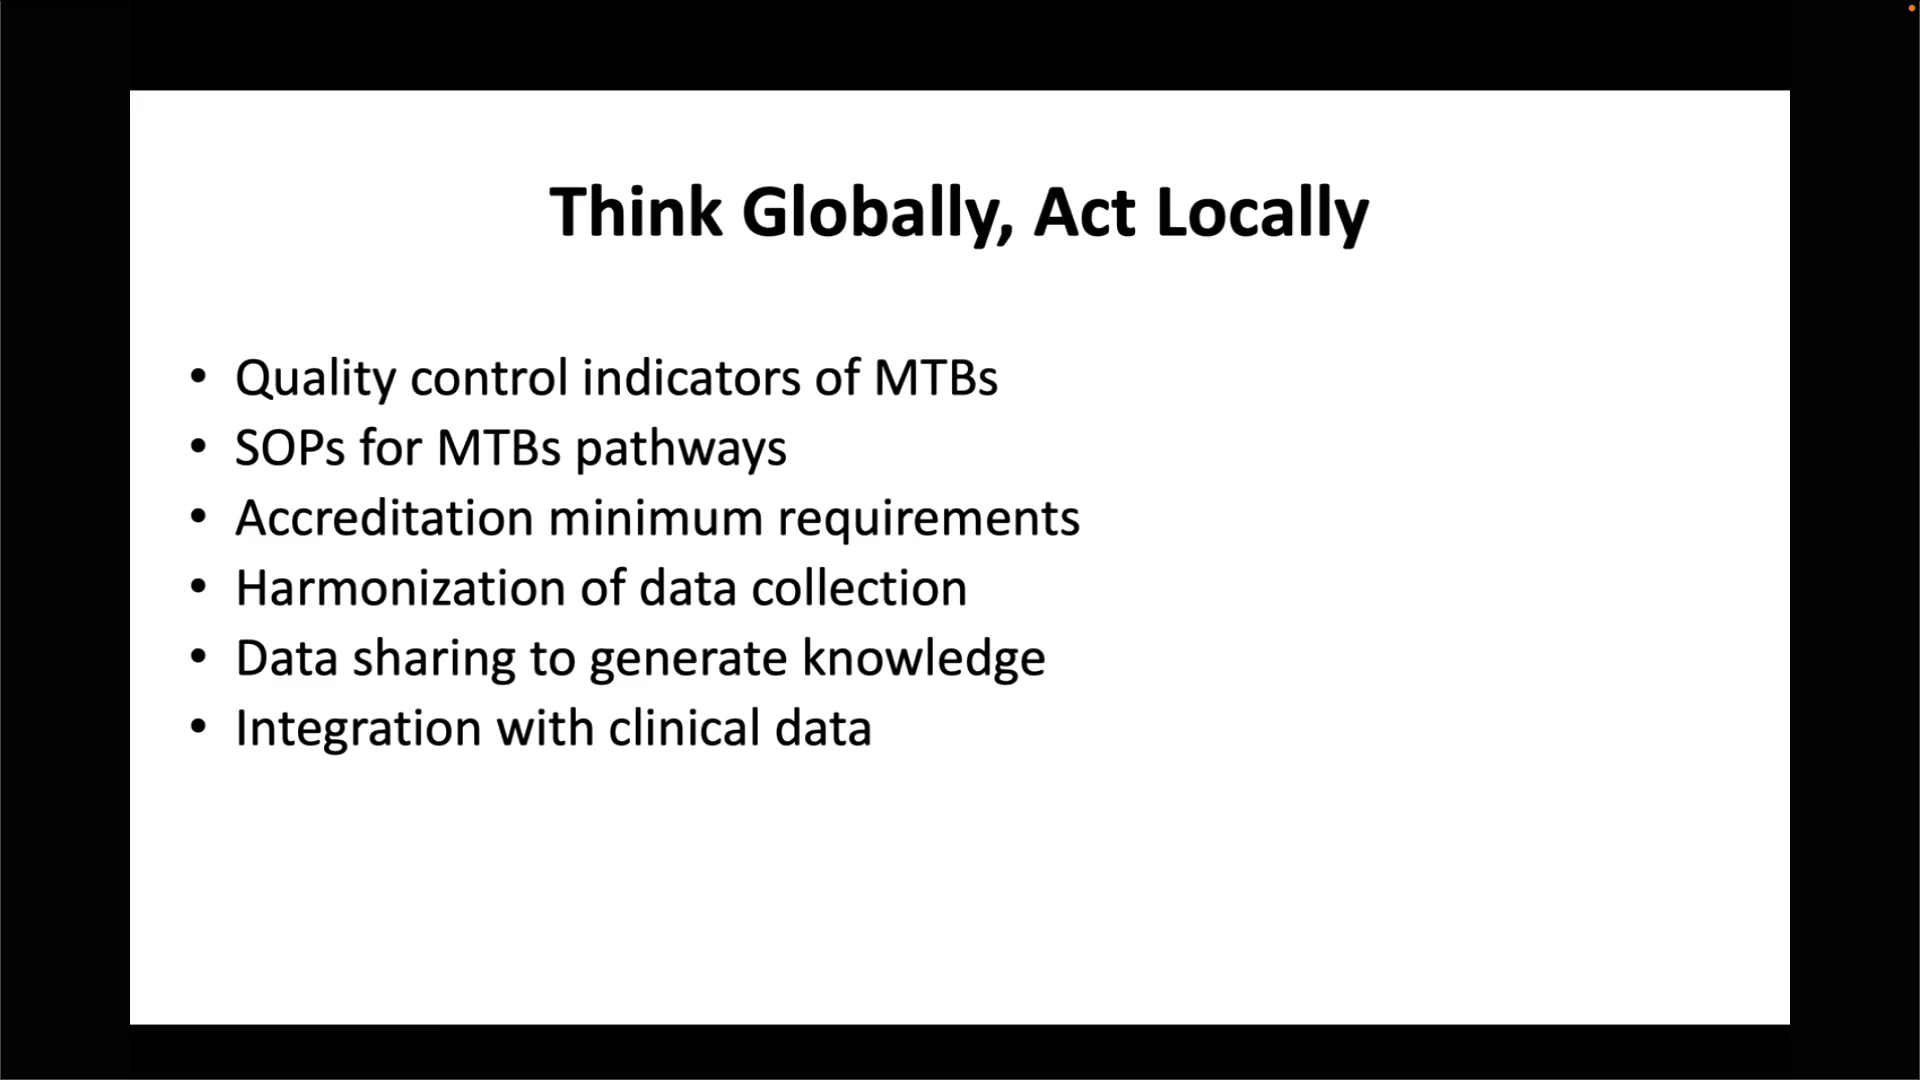 Think Globally, Act Locally
• Quality control indicators of MTBs
• SOPs for MTBs pathways
• Accreditation minimum requirements
• Harmonization of data collection
• Data sharing to generate knowledge
• Integration with clinical data